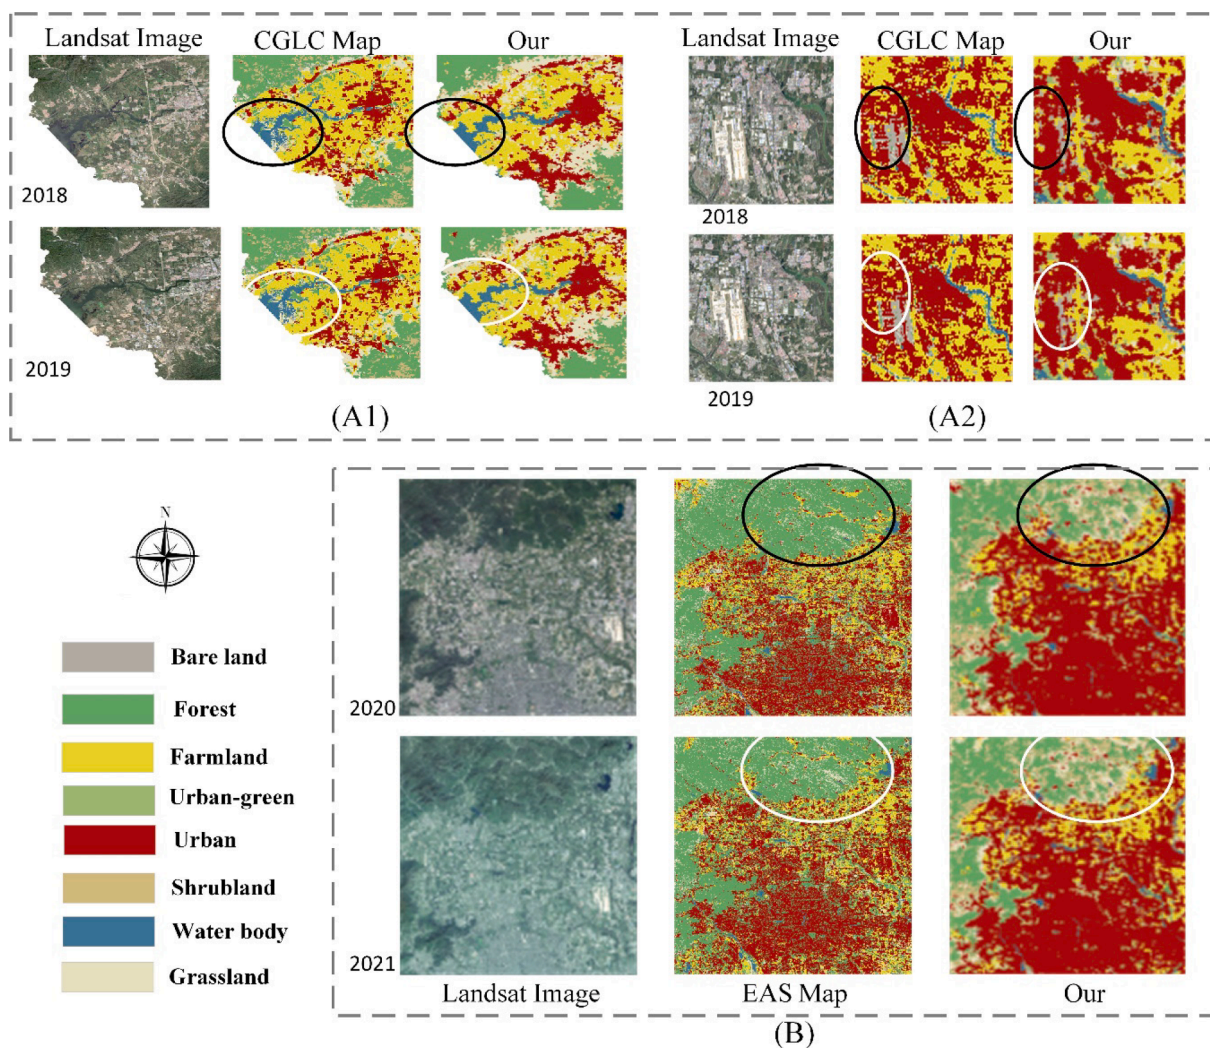 Landsat Image CGLC Map Our
2018
2019
(A1)
Landsat Image CGLC Map Our
2018
2019
(A2)
N
Bare land
Forest
Farmland
Urban-green
Urban
Shrubland
Water body
Grassland
2020
2021
Landsat Image EAS Map Our
(B)